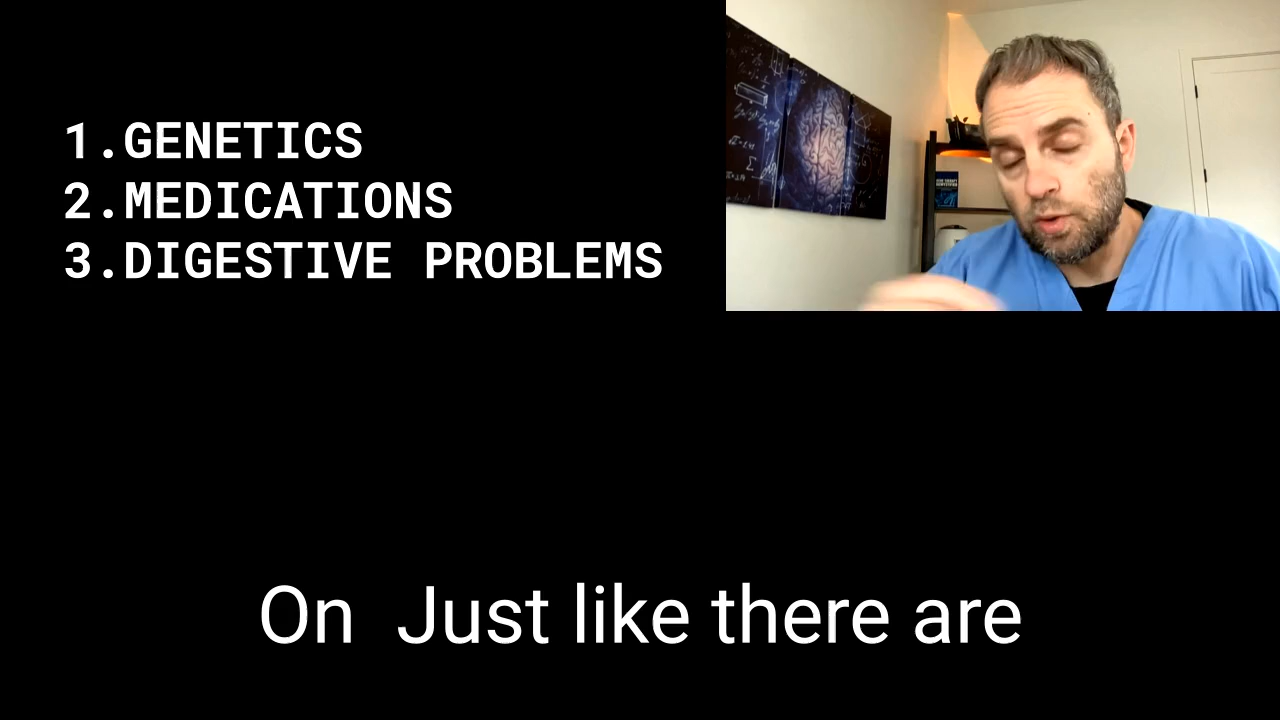 1.GENETICS
2.MEDICATIONS
3.DIGESTIVE PROBLEMS
On  Just like there are